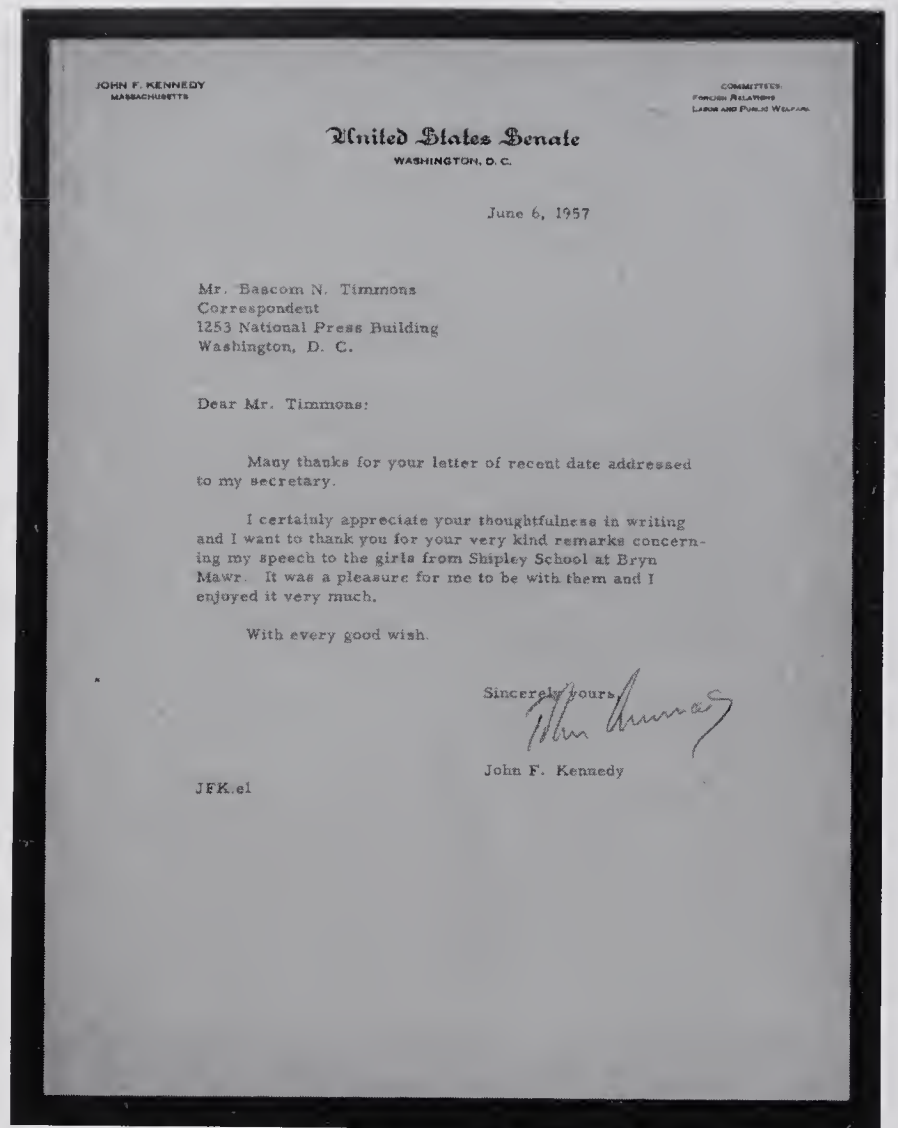 JOHN F. KENNEDY
MASSACHUSETTS
COMMITTEES:
FOREIGN RELATIONS
LABOR AND PUBLIC WELFARE
United States Senate
WASHINGTON, D. C.
June 6, 1957
Mr. Bascom N. Timmons
Correspondent
1253 National Press Building
Washington, D. C.
Dear Mr. Timmons:
Many thanks for your letter of recent date addressed
to my secretary.
I certainly appreciate your thoughtfulness in writing
and I want to thank you for your very kind remarks concern-
ing my speech to the girls from Shipley School at Bryn
Mawr. It was a pleasure for me to be with them and I
enjoyed it very much.
With every good wish.
Sincerely yours,
John Kennedy
John F. Kennedy
JFK:el